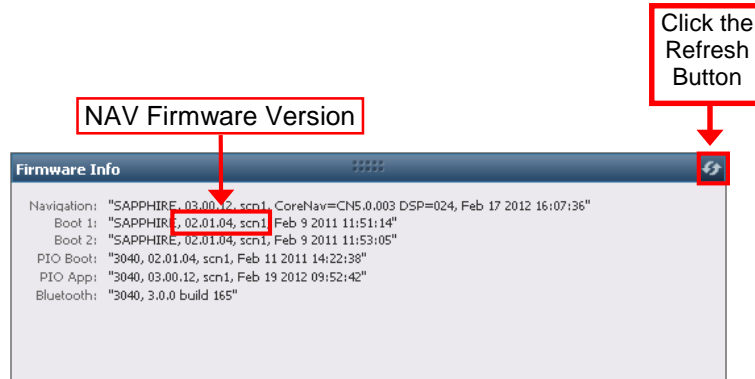 Click the
Refresh
Button
NAV Firmware Version
Firmware Info
Navigation: "SAPPHIRE, 03.00.12, scn1, CoreNav=CN5.0.003 DSP=024, Feb 17 2012 16:07:36"
Boot 1: "SAPPHIRE, 02.01.04, scn1, Feb 9 2011 11:51:14"
Boot 2: "SAPPHIRE, 02.01.04, scn1, Feb 9 2011 11:53:05"
PIO Boot: "3040, 02.01.04, scn1, Feb 11 2011 14:22:38"
PIO App: "3040, 03.00.12, scn1, Feb 19 2012 09:52:42"
Bluetooth: "3040, 3.0.0 build 165"